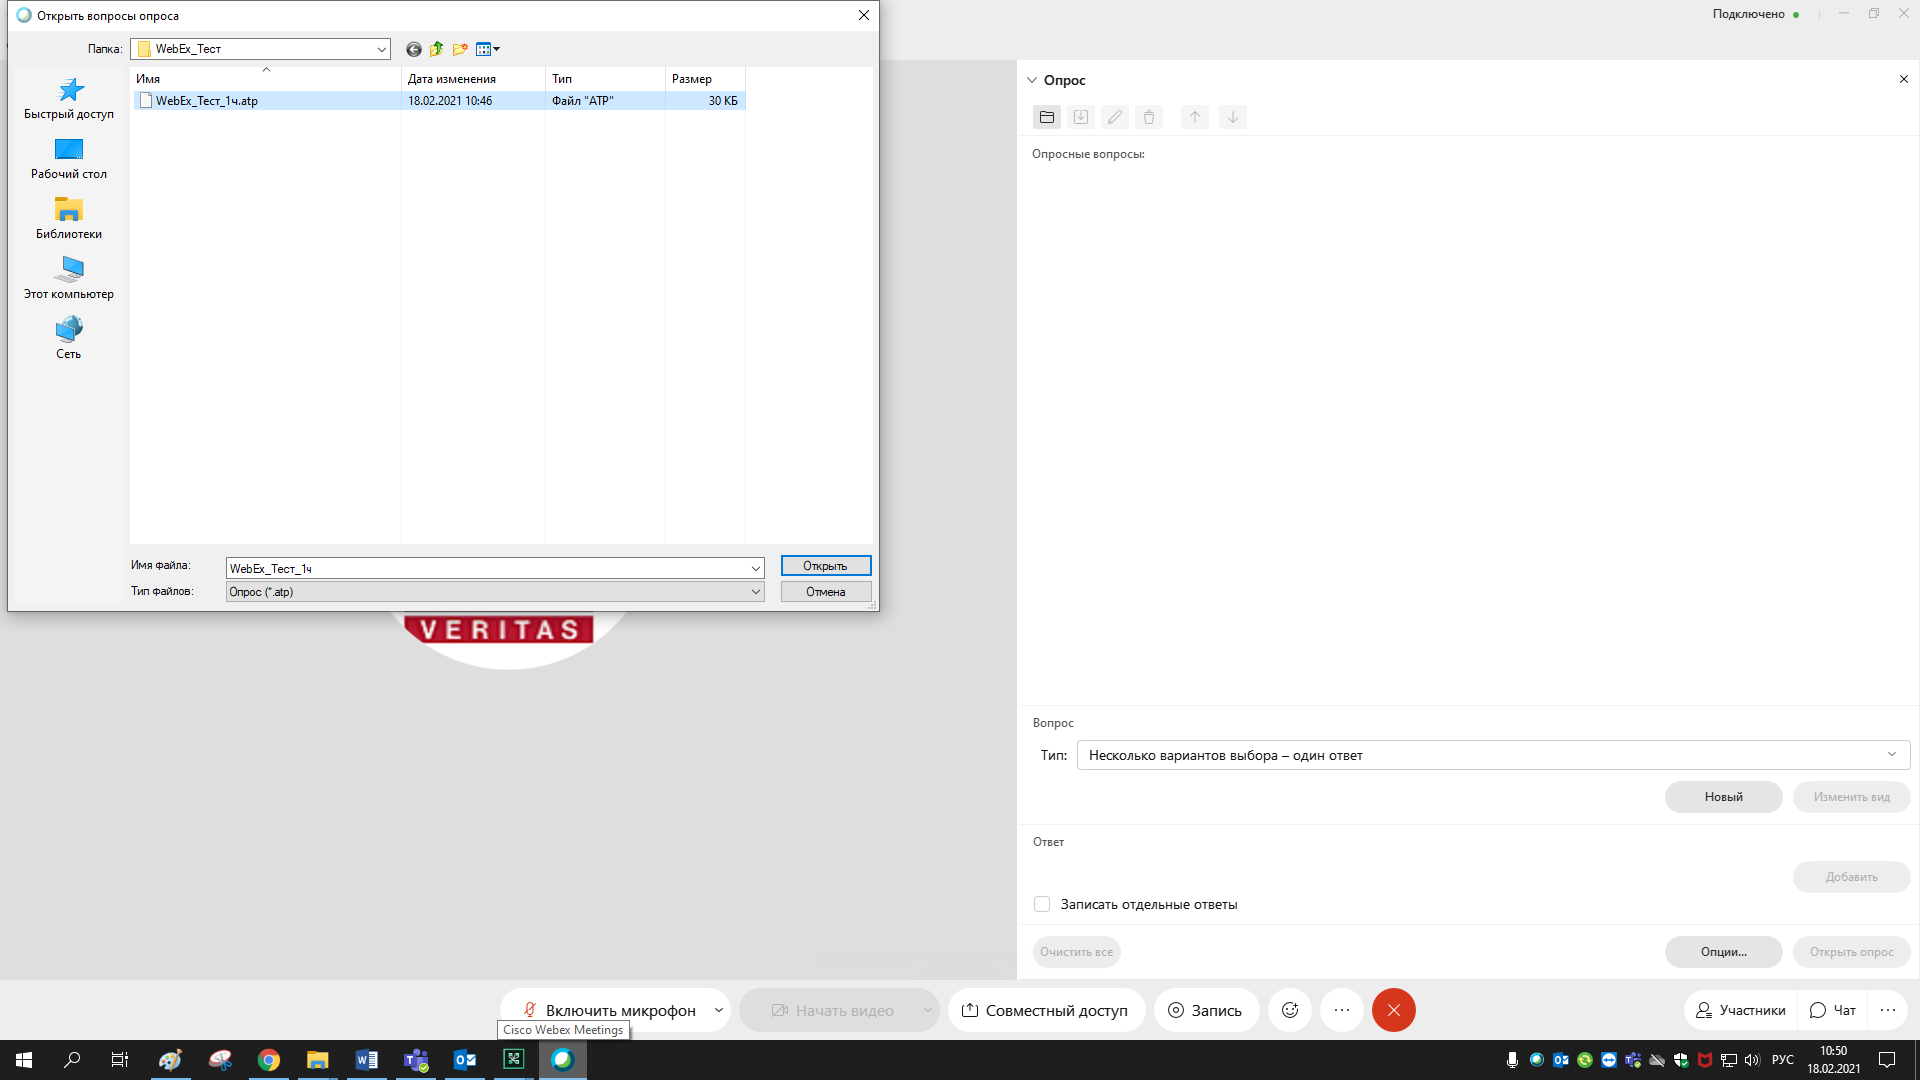 Открыть вопросы опроса
Подключено
Папка: WebEx_Тест
Имя Дата изменения Тип Размер
WebEx_Тест_1ч.atp 18.02.2021 10:46 Файл "ATP" 30 КБ
Быстрый доступ
Рабочий стол
Библиотеки
Этот компьютер
Сеть
Имя файла: WebEx_Тест_1ч Открыть
Тип файлов: Опрос (*.atp) Отмена
VERITAS
Опрос
Опросные вопросы:
Вопрос
Тип: Несколько вариантов выбора – один ответ
Новый Изменить вид
Ответ
Добавить
Записать отдельные ответы
Очистить все Опции... Открыть опрос
Включить микрофон Начать видео Совместный доступ Запись Участники Чат
Cisco Webex Meetings
РУС 10:50
18.02.2021